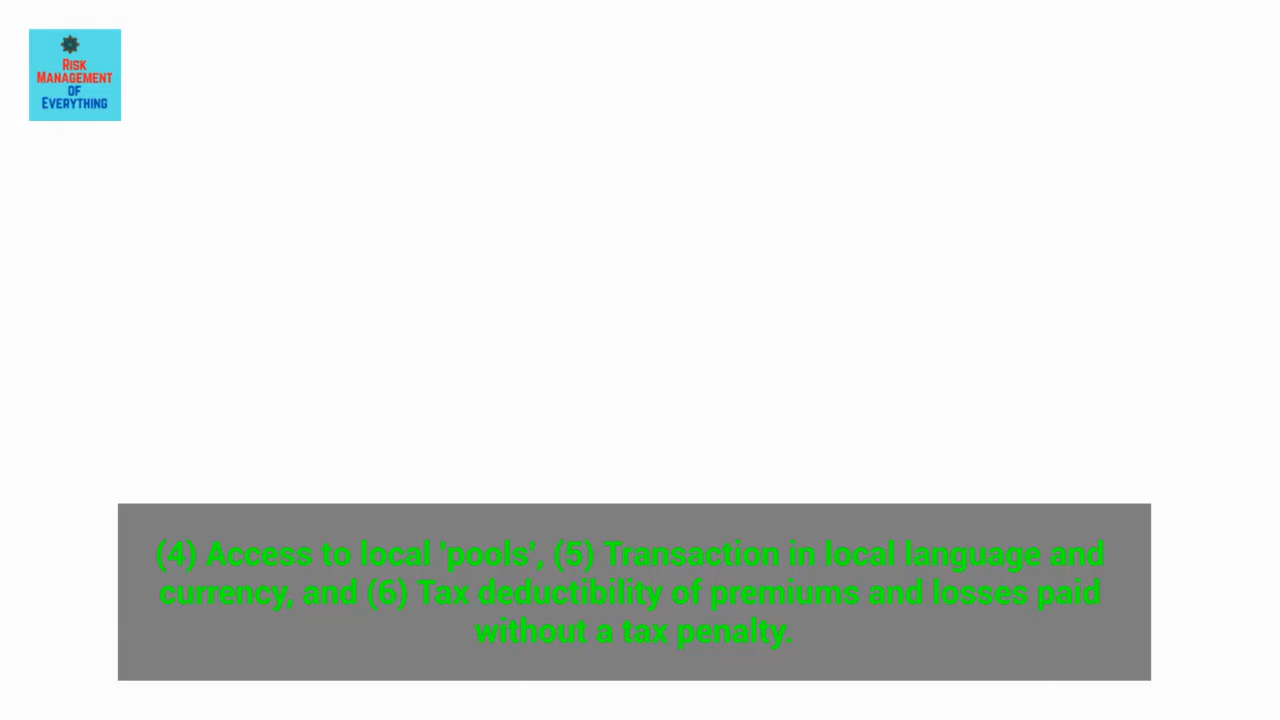 RISK
MANAGEMENT
OF
EVERYTHING
(4) Access to local 'pools', (5) Transaction in local language and
currency, and (6) Tax deductibility of premiums and losses paid
without a tax penalty.